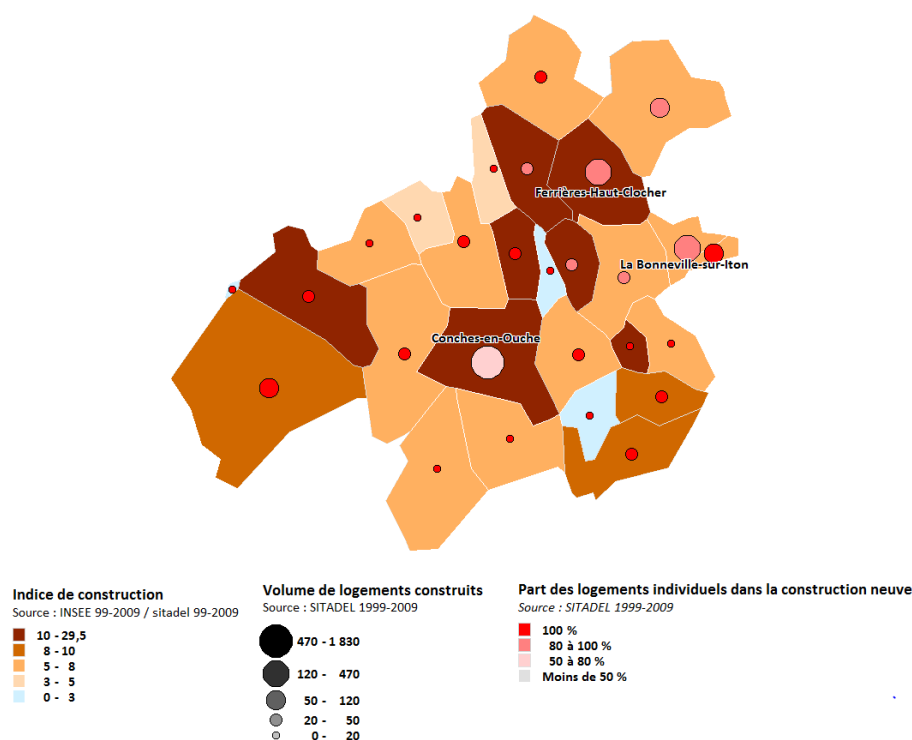 Ferrières-Haut-Clocher
La Bonneville-sur-Iton
Conches-en-Ouche
Indice de construction
Source : INSEE 99-2009 / sitadel 99-2009
10 - 29,5
8 - 10
5 - 8
3 - 5
0 - 3
Volume de logements construits
Source : SITADEL 1999-2009
470 - 1 830
120 - 470
50 - 120
20 - 50
0 - 20
Part des logements individuels dans la construction neuve
Source : SITADEL 1999-2009
100 %
80 à 100 %
50 à 80 %
Moins de 50 %